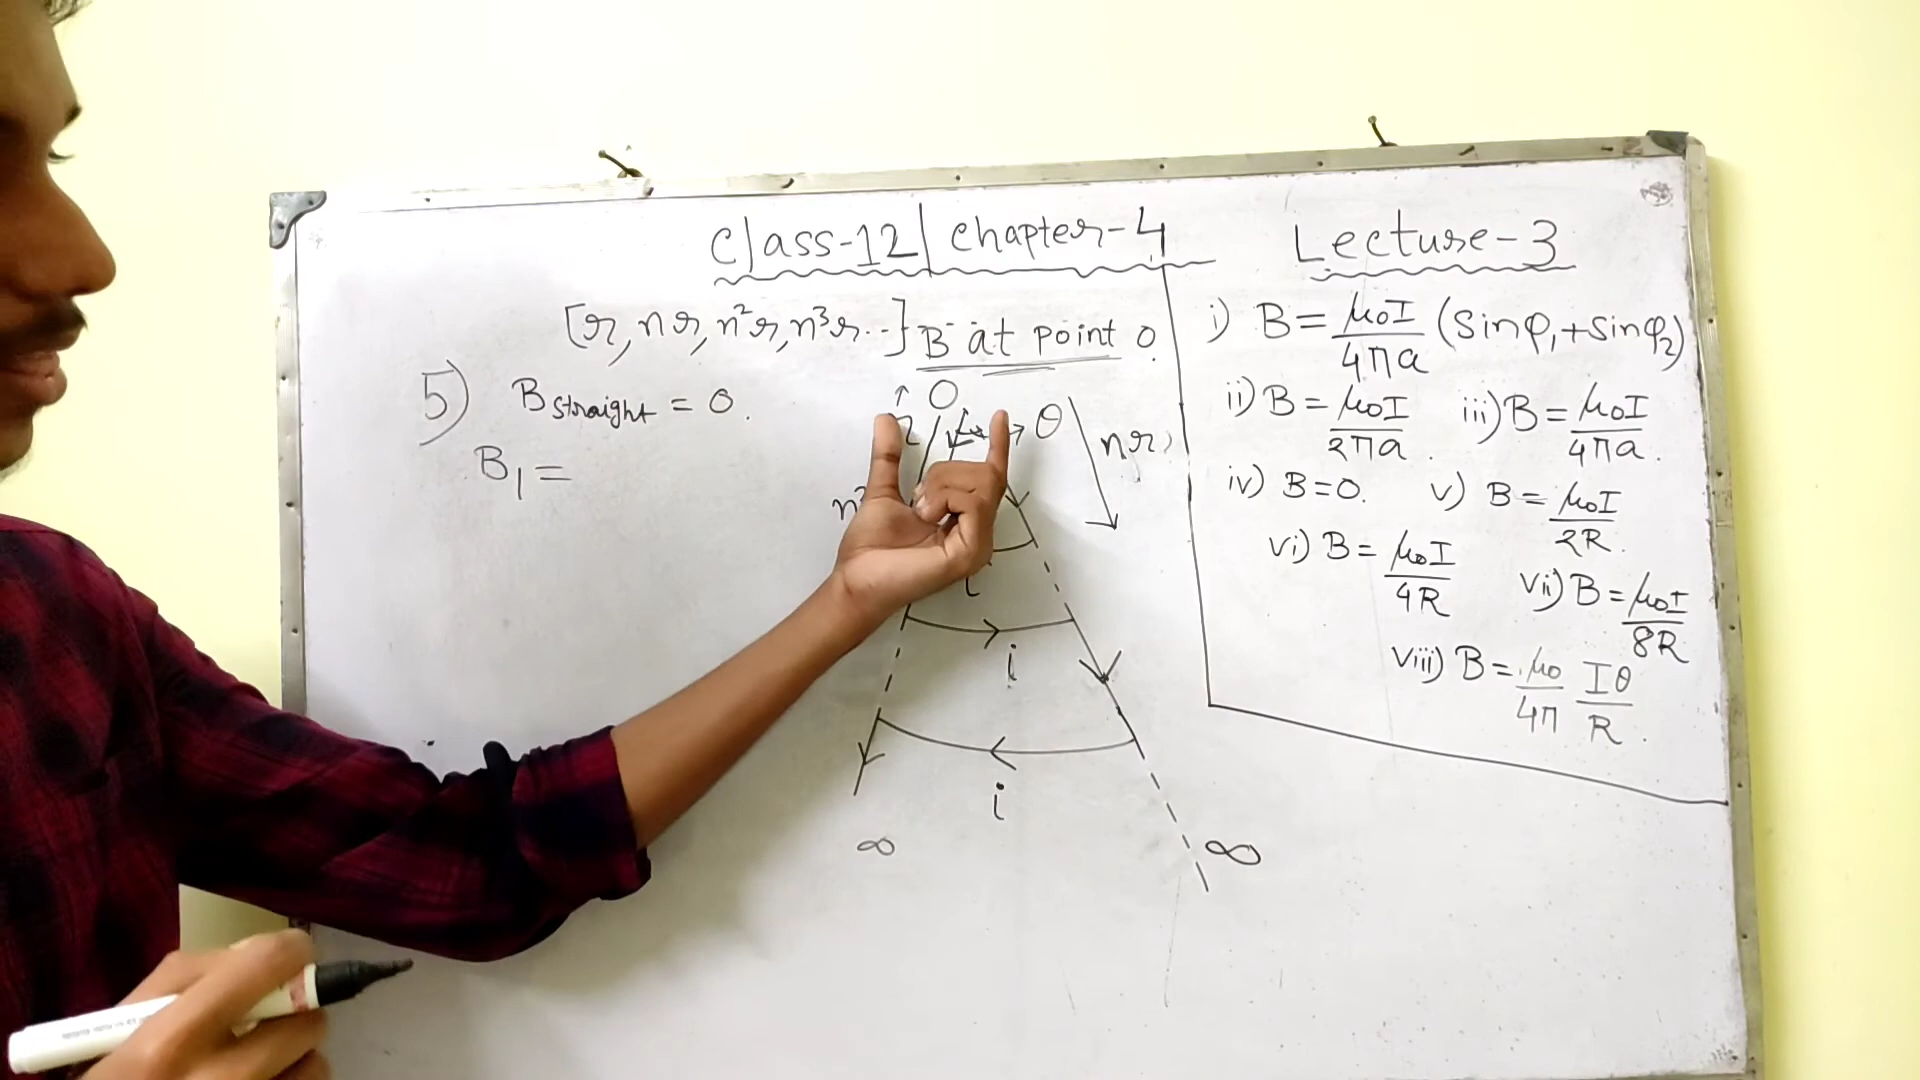 Class-12 | Chapter-4
Lecture-3
[r, nr, n²r, n³r..] B at point O.
5) B straight = 0.
B₁ =
O
θ
nr
i
i
∞
∞
i) B = μ₀I/4πa (sinφ₁+sinφ₂)
ii) B = μ₀I/2πa . iii) B = μ₀I/4πa .
iv) B=0. v) B = μ₀I/2R .
vi) B = μ₀I/4R vii) B = μ₀I/8R
viii) B = μ₀/4π Iθ/R .